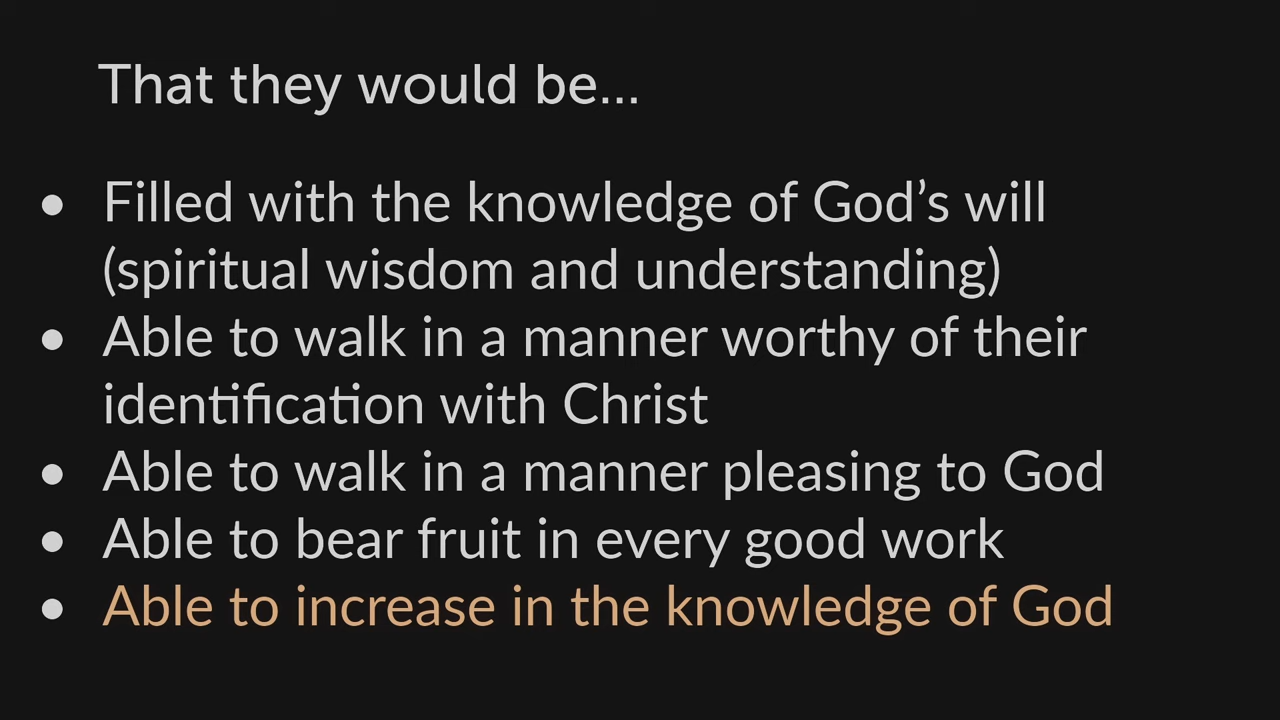 That they would be...
• Filled with the knowledge of God’s will
(spiritual wisdom and understanding)
• Able to walk in a manner worthy of their
identification with Christ
• Able to walk in a manner pleasing to God
• Able to bear fruit in every good work
• Able to increase in the knowledge of God